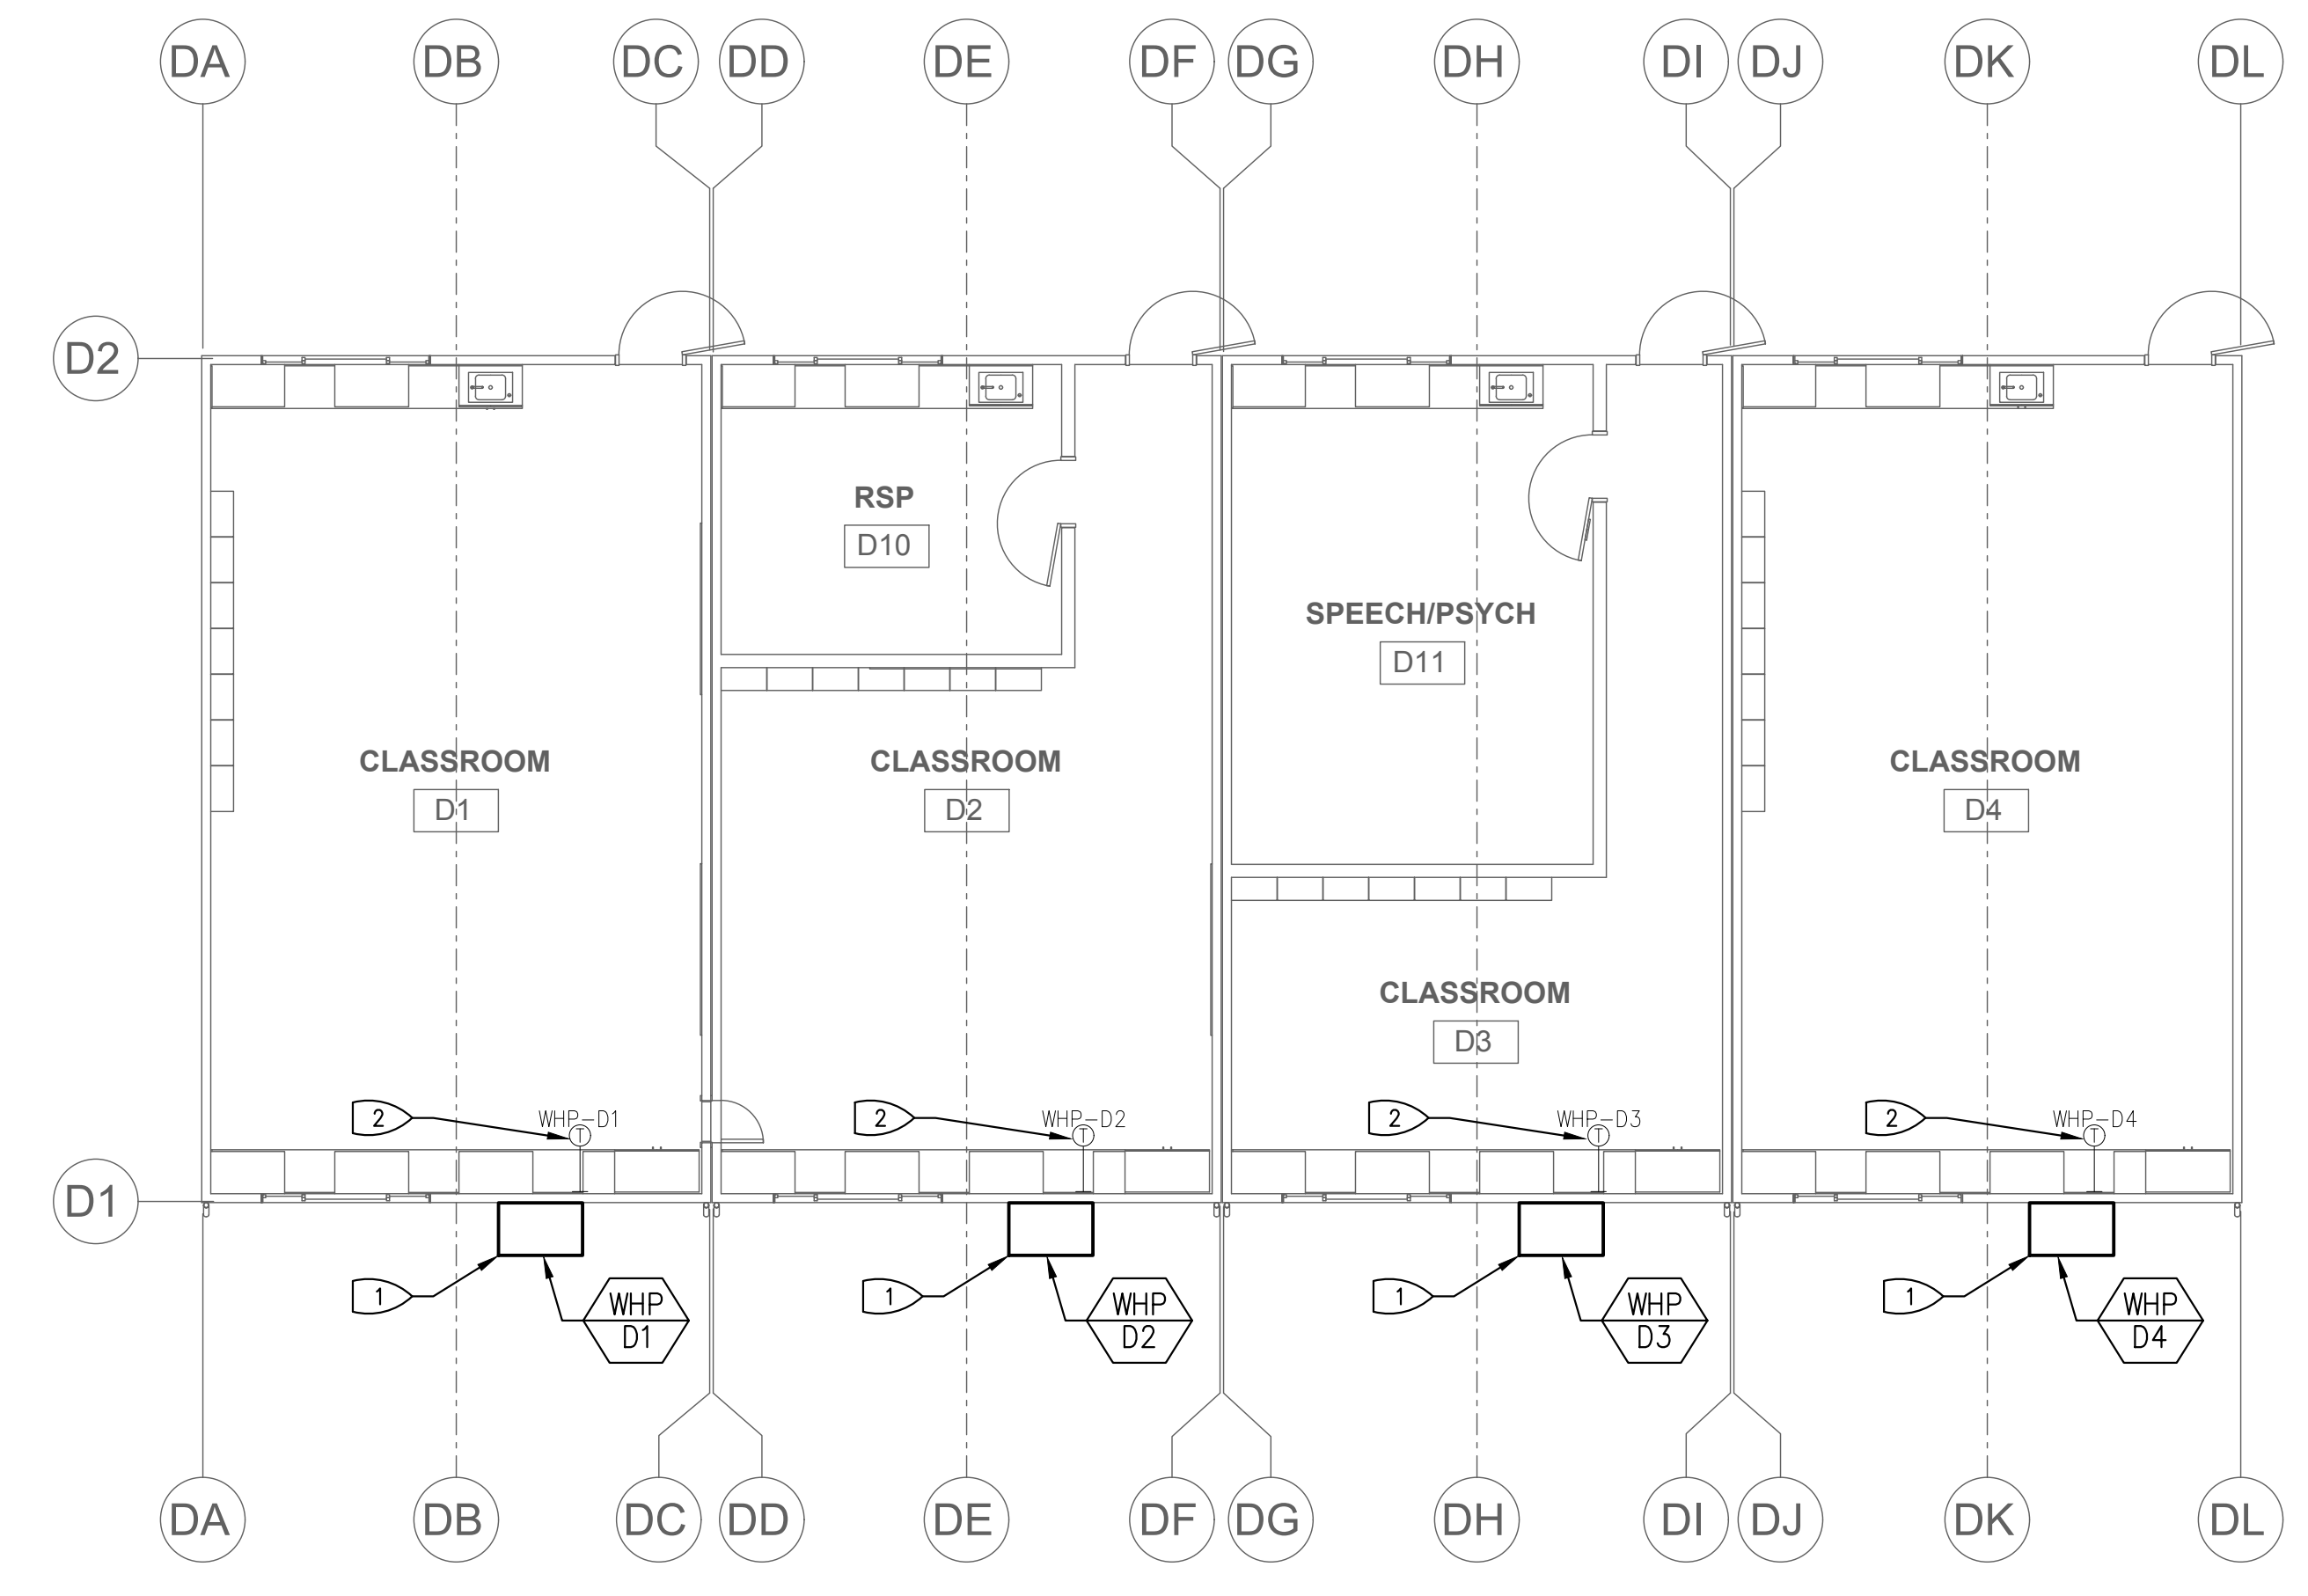 DA DB DC DD DE DF DG DH DI DJ DK DL
D2
RSP
D10
SPEECH/PSYCH
D11
CLASSROOM CLASSROOM CLASSROOM
D1 D2 D4
CLASSROOM
D3
2 WHP-D1 2 WHP-D2 2 WHP-D3 2 WHP-D4
T T T T
D1
1 1 1 1
WHP WHP WHP WHP
D1 D2 D3 D4
DA DB DC DD DE DF DG DH DI DJ DK DL